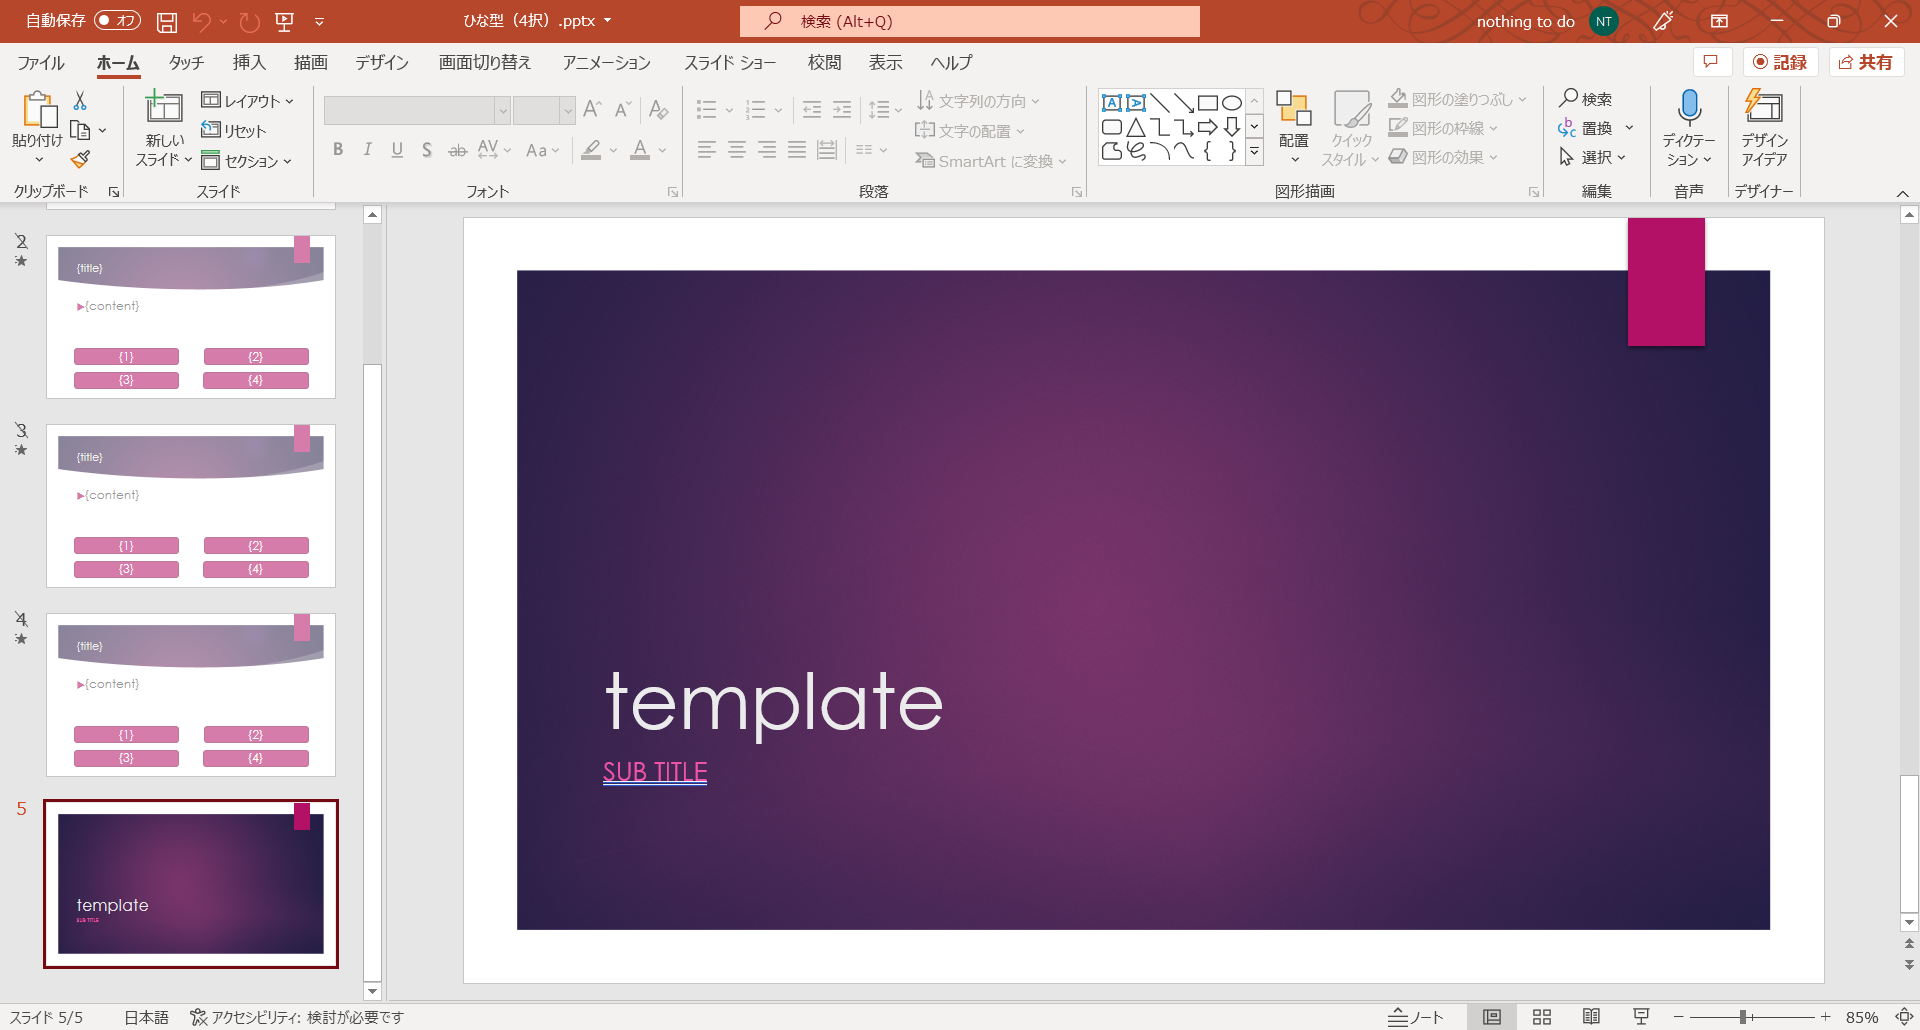 自動保存 オフ ひな型（4択）.pptx 検索 (Alt+Q) nothing to do NT
ファイル ホーム タッチ 挿入 描画 デザイン 画面切り替え アニメーション スライド ショー 校閲 表示 ヘルプ 記録 共有
貼り付け
クリップボード
新しい
スライド
レイアウト
リセット
セクション
スライド
B I U S ab AV Aa A
フォント
文字列の方向
文字の配置
SmartArt に変換
段落
配置
クイック
スタイル
図形の塗りつぶし
図形の枠線
図形の効果
図形描画
検索
置換
選択
編集
ディクテー
ション
音声
デザイン
アイデア
デザイナー
2
{title}
▶{content}
{1} {2}
{3} {4}
3
{title}
▶{content}
{1} {2}
{3} {4}
4
{title}
▶{content}
{1} {2}
{3} {4}
5
template
SUB TITLE
template
SUB TITLE
スライド 5/5 日本語 アクセシビリティ: 検討が必要です ノート 85%